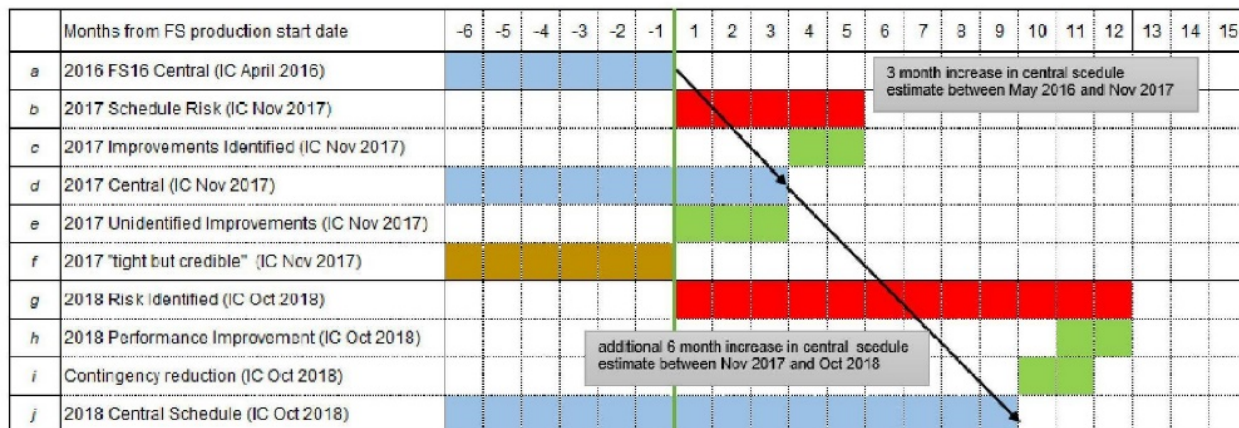 Months from FS production start date -6 -5 -4 -3 -2 -1 1 2 3 4 5 6 7 8 9 10 11 12 13 14 15
a 2016 FS16 Central (IC April 2016)
3 month increase in central scedule
estimate between May 2016 and Nov 2017
b 2017 Schedule Risk (IC Nov 2017)
c 2017 Improvements Identified (IC Nov 2017)
d 2017 Central (IC Nov 2017)
e 2017 Unidentified Improvements (IC Nov 2017)
f 2017 "tight but credible" (IC Nov 2017)
g 2018 Risk Identified (IC Oct 2018)
h 2018 Performance Improvement (IC Oct 2018)
additional 6 month increase in central scedule
estimate between Nov 2017 and Oct 2018
i Contingency reduction (IC Oct 2018)
j 2018 Central Schedule (IC Oct 2018)